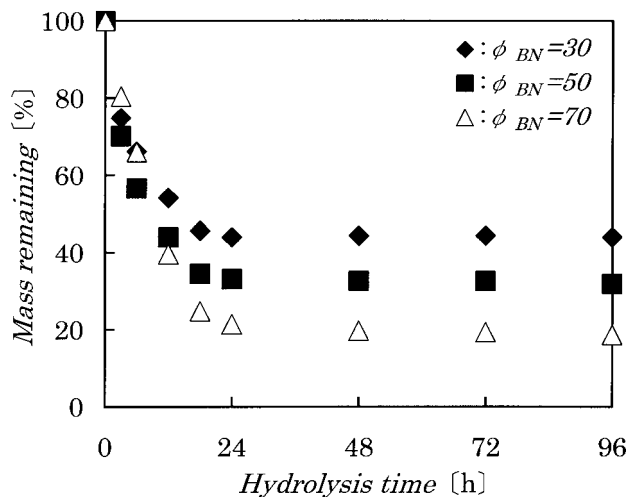 100
80
60
40
20
0
Mass remaining [%]
◆: ϕ BN=30
■: ϕ BN=50
△: ϕ BN=70
0 24 48 72 96
Hydrolysis time [h]